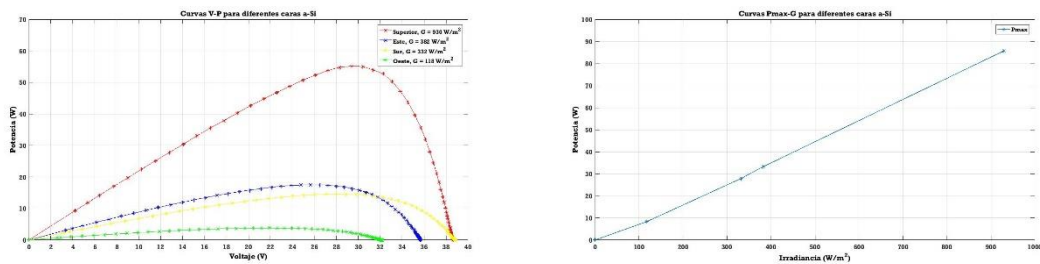 Curvas V-P para diferentes caras a-Si
Potencia (W)
70
60
50
40
30
20
10
0
0 2 4 6 8 10 12 14 16 18 20 22 24 26 28 30 32 34 36 38 40
Voltaje (V)
Superior, G = 930 W/m²
Este, G = 382 W/m²
Sur, G = 332 W/m²
Oeste, G = 118 W/m²
Curvas Pmax-G para diferentes caras a-Si
Potencia (W)
100
90
80
70
60
50
40
30
20
10
0
0 100 200 300 400 500 600 700 800 900 1000
Irradiancia (W/m²)
Pmax